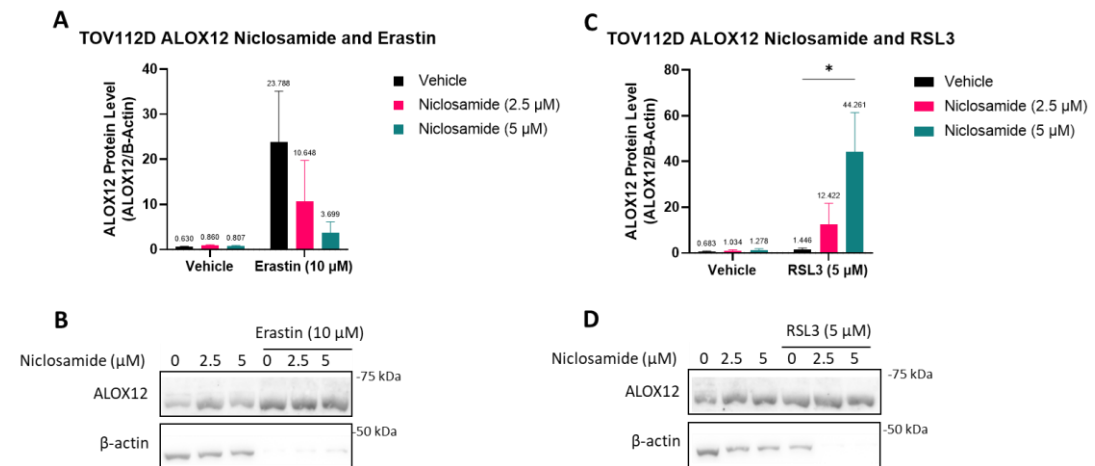 A
TOV112D ALOX12 Niclosamide and Erastin
ALOX12 Protein Level
(ALOX12/B-Actin)
40
30
20
10
0
0.630
0.860
0.807
23.788
10.648
3.699
Vehicle
Erastin (10 µM)
Vehicle
Niclosamide (2.5 µM)
Niclosamide (5 µM)
C
TOV112D ALOX12 Niclosamide and RSL3
ALOX12 Protein Level
(ALOX12/B-Actin)
80
60
40
20
0
0.683
1.034
1.278
1.446
12.422
44.261
*
Vehicle
RSL3 (5 µM)
Vehicle
Niclosamide (2.5 µM)
Niclosamide (5 µM)
B
Erastin (10 µM)
Niclosamide (µM) 0 2.5 5 0 2.5 5
-75 kDa
ALOX12
-50 kDa
β-actin
D
RSL3 (5 µM)
Niclosamide (µM) 0 2.5 5 0 2.5 5
-75 kDa
ALOX12
-50 kDa
β-actin